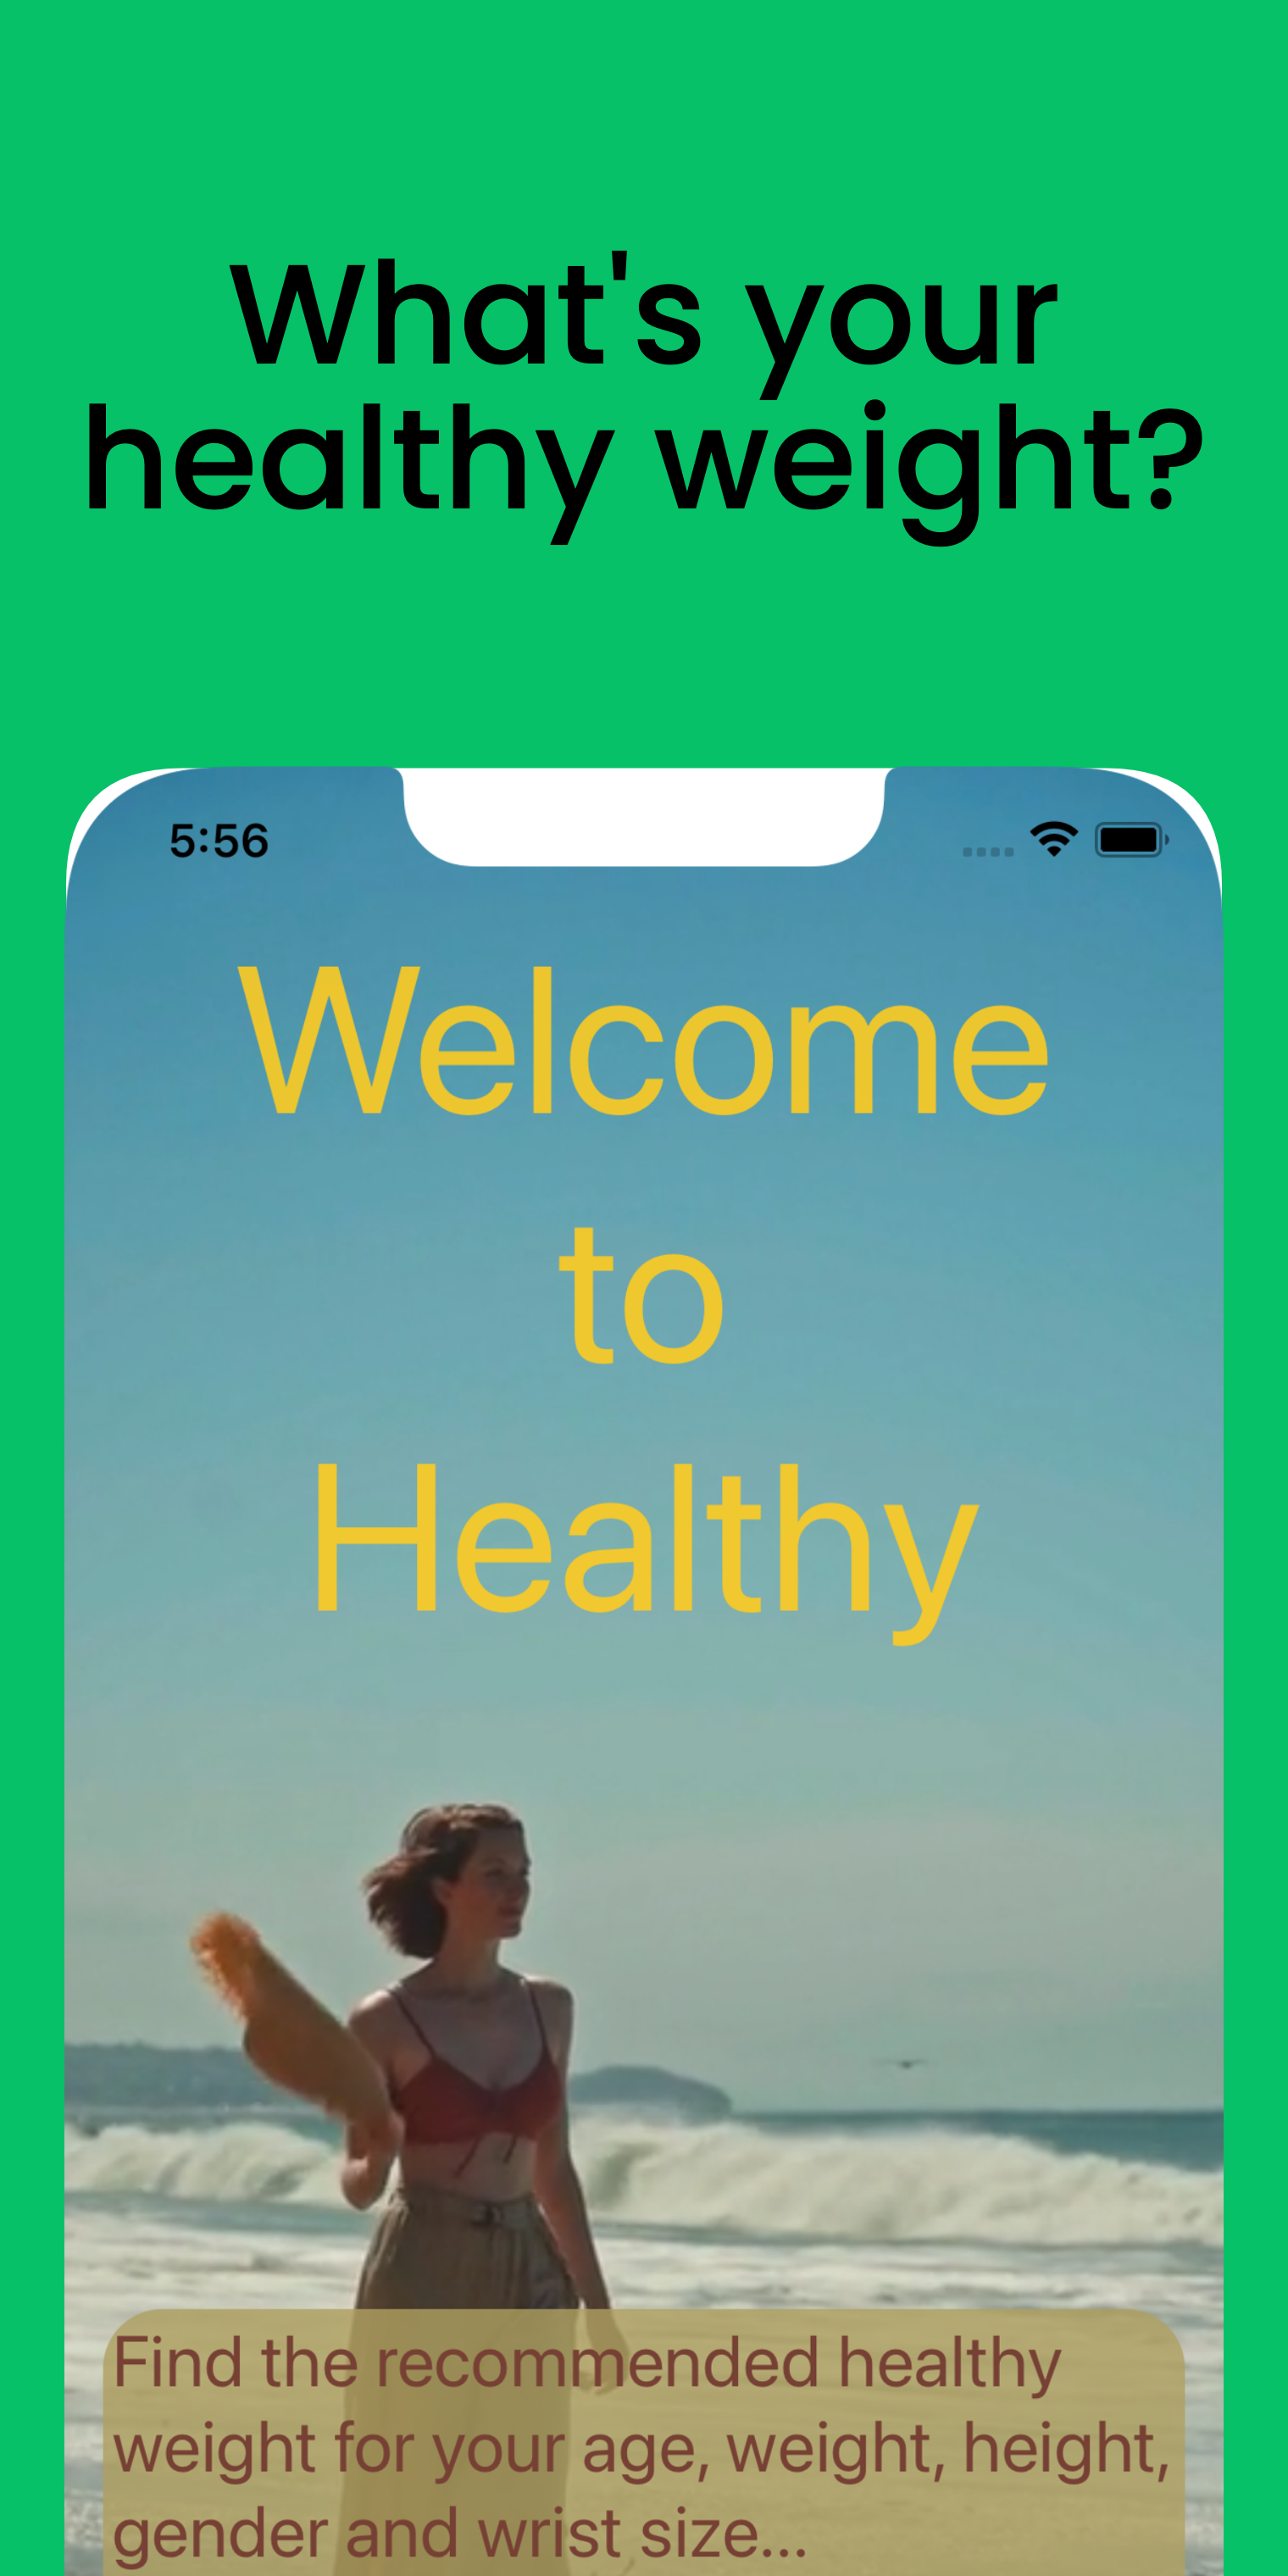 What's your
healthy weight?
5:56
Welcome
to
Healthy
Find the recommended healthy
weight for your age, weight, height,
gender and wrist size...